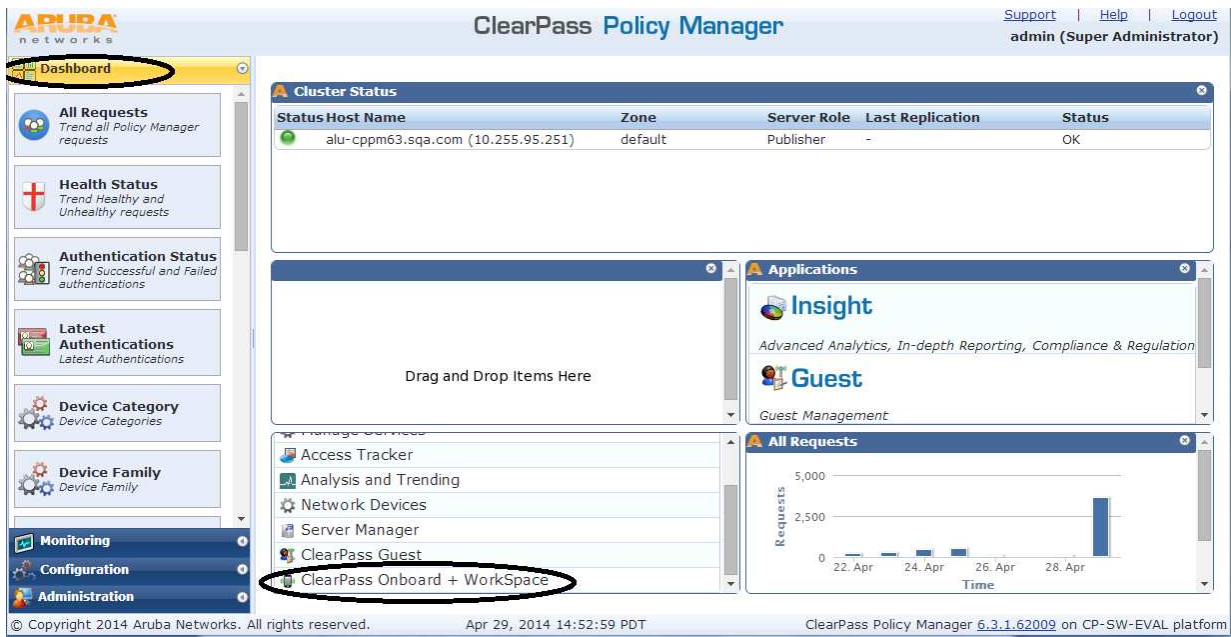 ARUBA
networks
ClearPass Policy Manager
Support | Help | Logout
admin (Super Administrator)
Dashboard
All Requests
Trend all Policy Manager
requests
Health Status
Trend Healthy and
Unhealthy requests
Authentication Status
Trend Successful and Failed
authentications
Latest
Authentications
Latest Authentications
Device Category
Device Categories
Device Family
Device Family
Monitoring
Configuration
Administration
Cluster Status
Status Host Name Zone Server Role Last Replication Status
alu-cppm63.sqa.com (10.255.95.251) default Publisher - OK
Drag and Drop Items Here
Applications
Insight
Advanced Analytics, In-depth Reporting, Compliance & Regulation
Guest
Guest Management
Manage Services
Access Tracker
Analysis and Trending
Network Devices
Server Manager
ClearPass Guest
ClearPass Onboard + WorkSpace
All Requests
Requests
5,000
2,500
0
22. Apr 24. Apr 26. Apr 28. Apr
Time
© Copyright 2014 Aruba Networks. All rights reserved. Apr 29, 2014 14:52:59 PDT ClearPass Policy Manager 6.3.1.62009 on CP-SW-EVAL platform